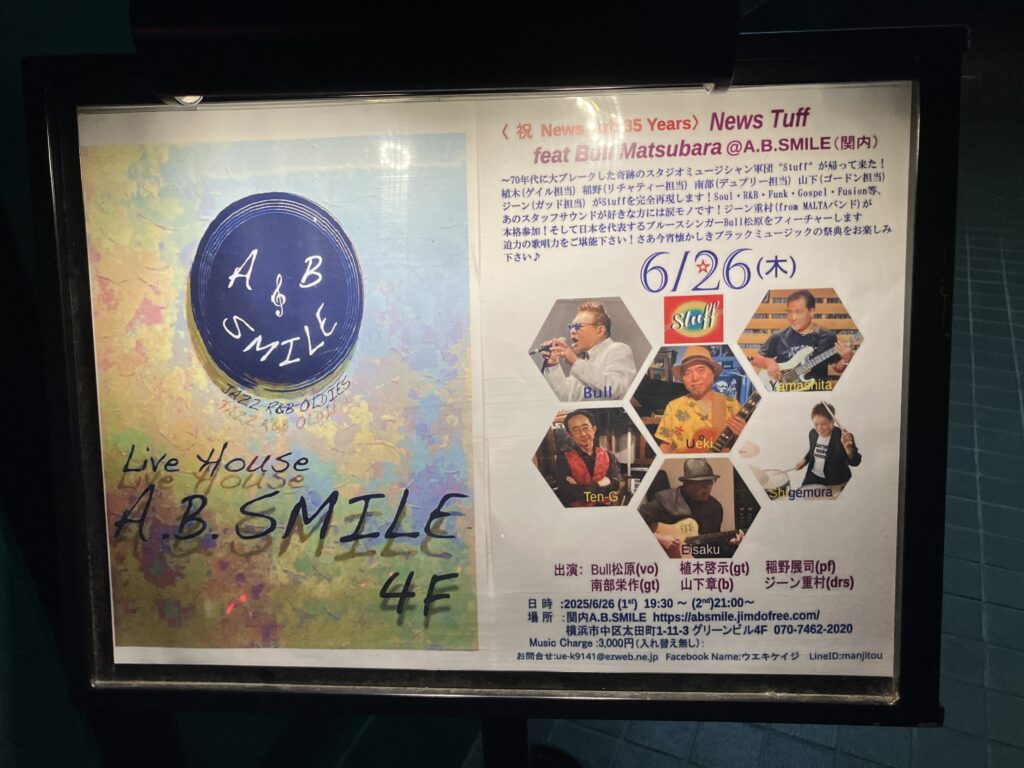 A B
SMILE
JAZZ R&B OLDIES
Live House
A.B. SMILE
4F
〈 祝 News 35 Years〉 News Tuff
feat Bull Matsubara @A.B.SMILE(関内)
～70年代に大ブレークした奇跡のスタジオミュージシャン軍団 "Stuff" が帰って来た!
植木(ゲイル担当) 稲野(リチャティー担当) 南部(デュプリー担当) 山下(ゴードン担当)
ジーン(ガッド担当) がStuffを完全再現します!Soul・R&B・Funk・Gospel・Fusion等、
あのスタッフサウンドが好きな方には涙モノです!ジーン重村(from MALTAバンド)が
本格参加!そして日本を代表するブルースシンガーBull松原をフィーチャーします
迫力の歌唱力をご堪能下さい!さあ今宵懐かしきブラックミュージックの祭典をお楽しみ
下さい♪
6/26(木)
Stuff
Bull
Yamashita
Ueki
Ten-G
Shigemura
Eisaku
出演: Bull松原(vo) 植木啓示(gt) 稲野展司(pf)
南部栄作(gt) 山下章(b) ジーン重村(drs)
日 時 :2025/6/26 (1st) 19:30 ～ (2nd)21:00～
場 所 :関内A.B.SMILE https://absmile.jimdofree.com/
横浜市中区太田町1-11-3 グリーンビル4F 070-7462-2020
Music Charge :3,000円(入れ替え無し):
お問合せ:ue-k9141@ezweb.ne.jp Facebook Name:ウエキケイジ LineID:manjitou